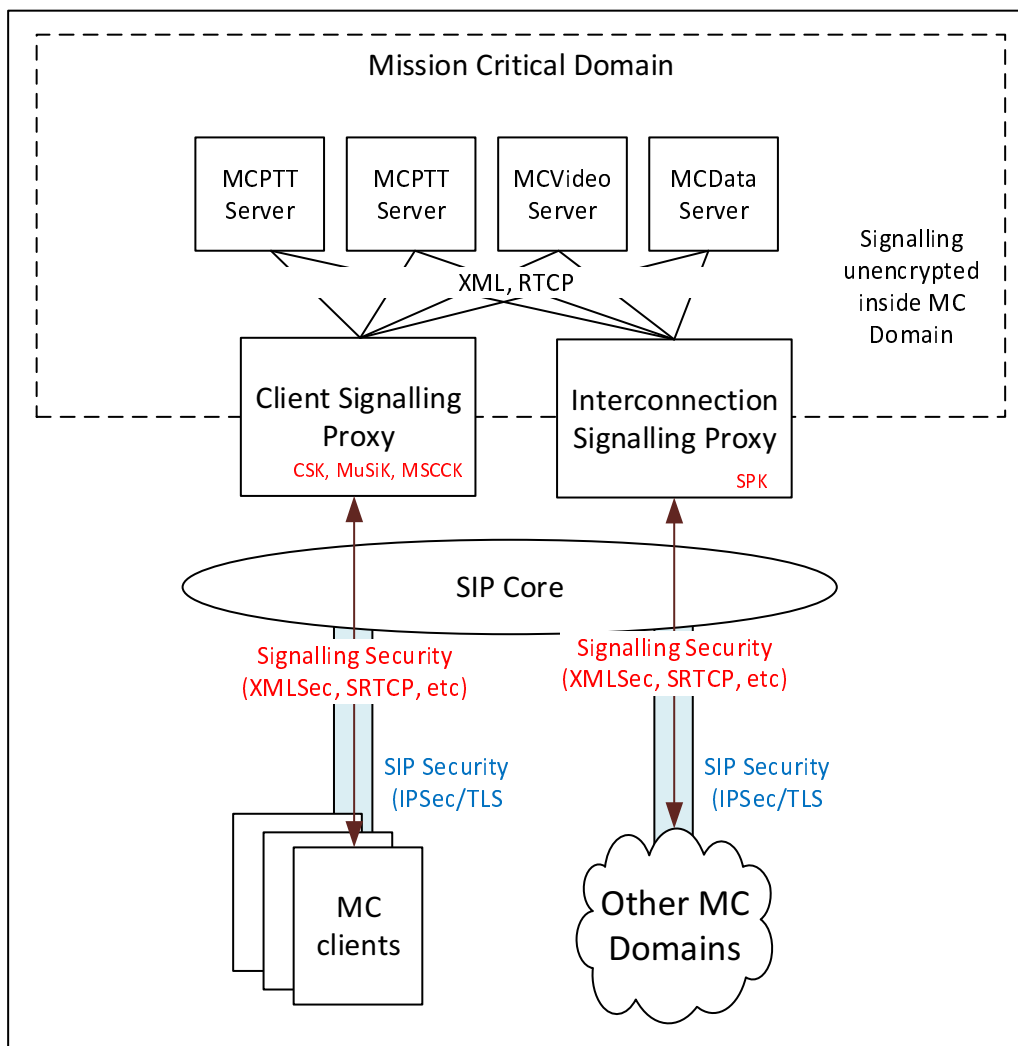 Mission Critical Domain
MCPTT
Server
MCPTT
Server
MCVideo
Server
MCData
Server
Signalling
unencrypted
inside MC
Domain
XML, RTCP
Client Signalling
Proxy
CSK, MuSiK, MSCCK
Interconnection
Signalling Proxy
SPK
SIP Core
Signalling Security
(XMLSec, SRTCP, etc)
Signalling Security
(XMLSec, SRTCP, etc)
SIP Security
(IPSec/TLS
SIP Security
(IPSec/TLS
MC
clients
Other MC
Domains